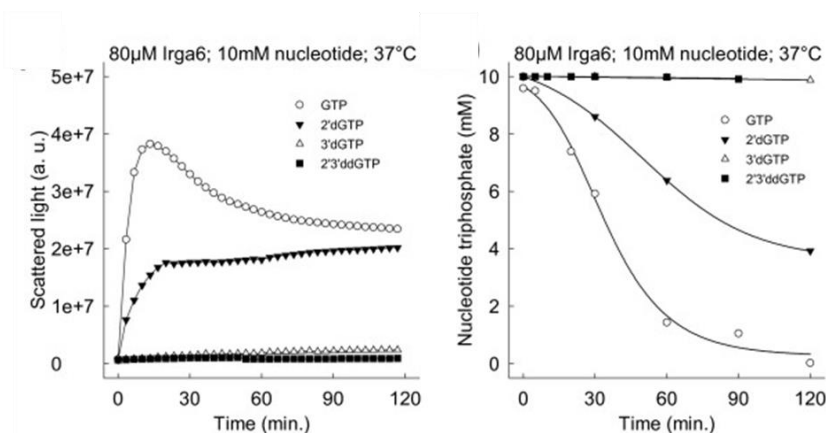 80µM Irga6; 10mM nucleotide; 37°C
5e+7
4e+7
3e+7
2e+7
1e+7
0
Scattered light (a. u.)
GTP
2'dGTP
3'dGTP
2'3'ddGTP
0 30 60 90 120
Time (min.)
80µM Irga6; 10mM nucleotide; 37°C
10
8
6
4
2
0
Nucleotide triphosphate (mM)
GTP
2'dGTP
3'dGTP
2'3'ddGTP
0 30 60 90 120
Time (min.)